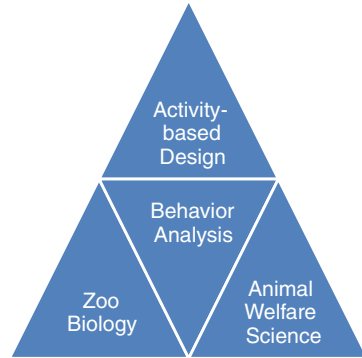 Activity-
based
Design
Behavior
Analysis
Zoo
Biology
Animal
Welfare
Science